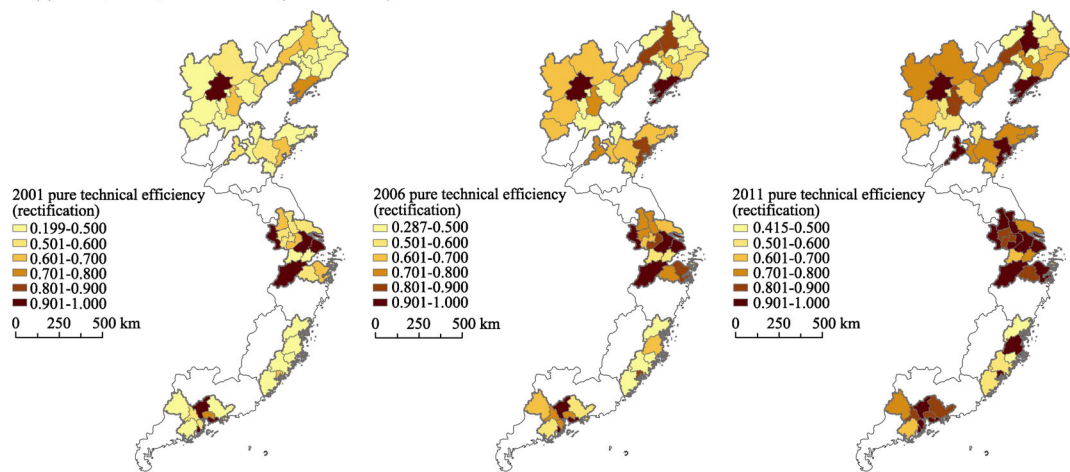 2001 pure technical efficiency
(rectification)
0.199-0.500
0.501-0.600
0.601-0.700
0.701-0.800
0.801-0.900
0.901-1.000
0 250 500 km
2006 pure technical efficiency
(rectification)
0.287-0.500
0.501-0.600
0.601-0.700
0.701-0.800
0.801-0.900
0.901-1.000
0 250 500 km
2011 pure technical efficiency
(rectification)
0.415-0.500
0.501-0.600
0.601-0.700
0.701-0.800
0.801-0.900
0.901-1.000
0 250 500 km